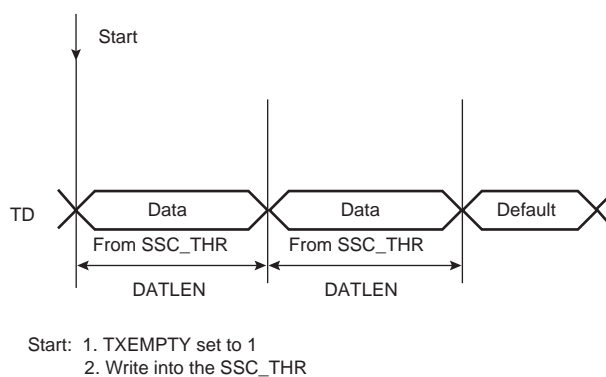 Start
TD
Data
Data
Default
From SSC_THR
From SSC_THR
DATLEN
DATLEN
Start: 1. TXEMPTY set to 1
2. Write into the SSC_THR